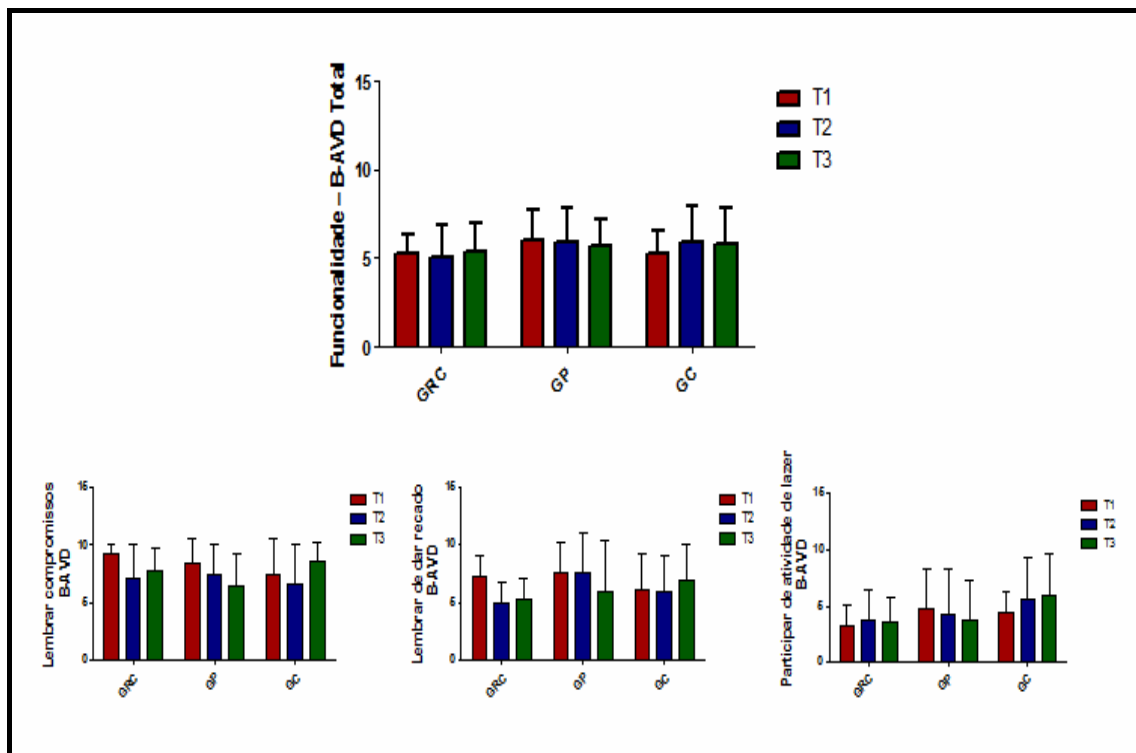 Funcionalidade – B-AVD Total
15
10
5
0
GRC
GP
GC
T1
T2
T3
Lembrar compromissos
B-AVD
15
10
5
0
GRC
GP
GC
T1
T2
T3
Lembrar de dar recado
B-AVD
15
10
5
0
GRC
GP
GC
T1
T2
T3
Participar de atividade de lazer
B-AVD
15
10
5
0
GRC
GP
GC
T1
T2
T3